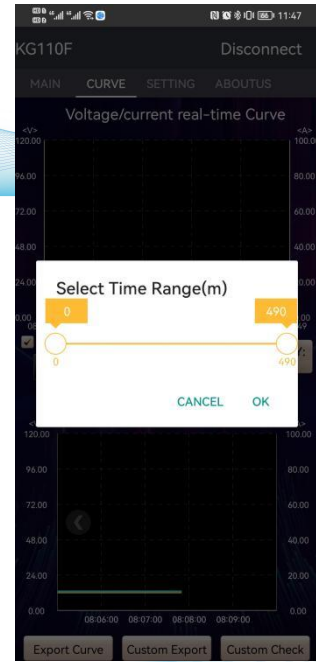 11:47
KG110F Disconnect
MAIN CURVE SETTING ABOUTUS
Voltage/current real-time Curve
<V> <A>
120.00 100.0
96.00 80.00
72.00 60.00
48.00 40.00
24.00
Select Time Range(m)
0 490
0 490
CANCEL OK
120.00 100.00
96.00 80.00
72.00 60.00
48.00 40.00
24.00 20.00
0.00 0.00
08:06:00 08:07:00 08:08:00 08:09:00
Export Curve Custom Export Custom Check